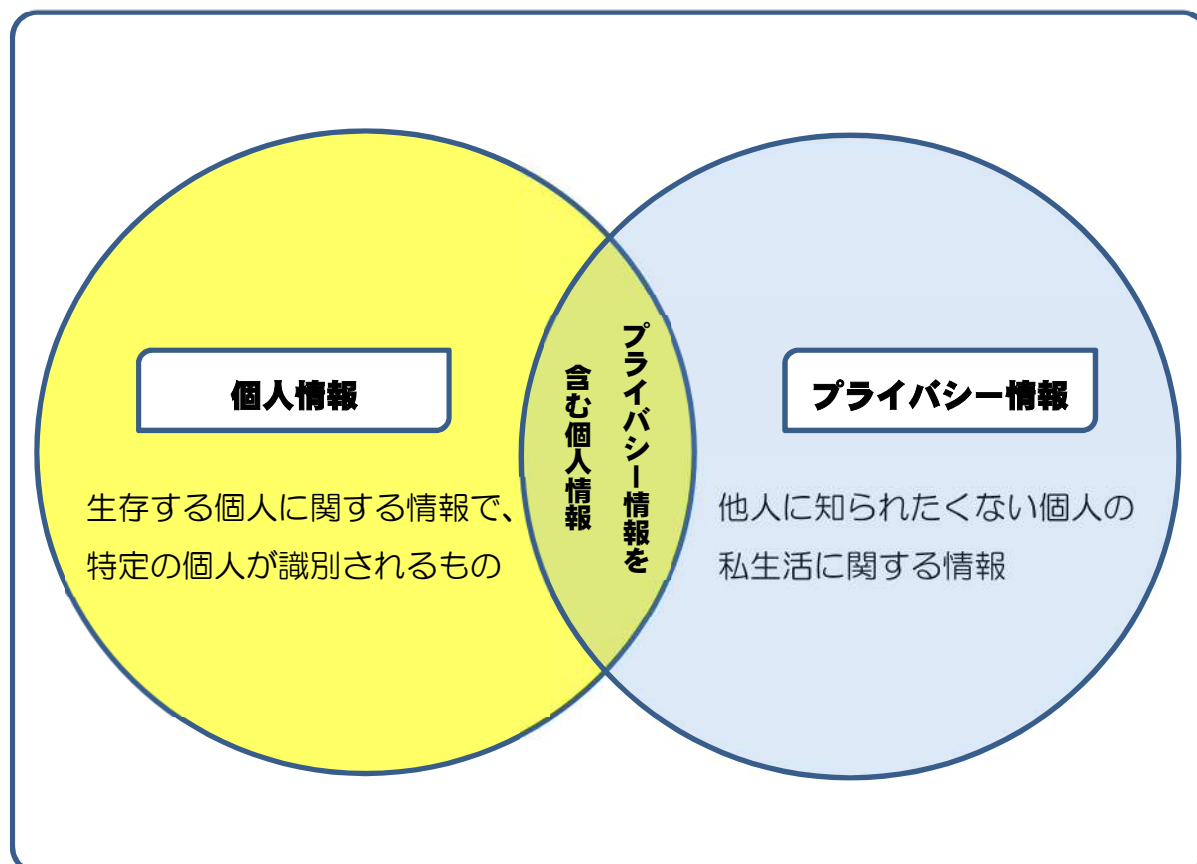 個人情報
生存する個人に関する情報で、
特定の個人が識別されるもの
プライバシー情報を
含む個人情報
プライバシー情報
他人に知られたくない個人の
私生活に関する情報